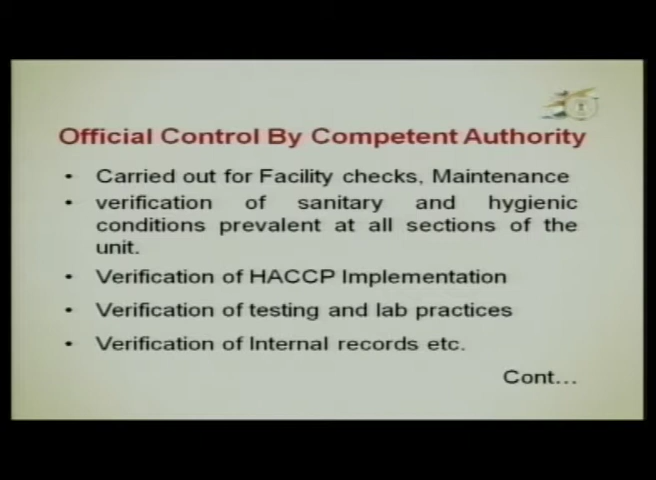 Official Control By Competent Authority
• Carried out for Facility checks, Maintenance
• verification of sanitary and hygienic
conditions prevalent at all sections of the
unit.
• Verification of HACCP Implementation
• Verification of testing and lab practices
• Verification of Internal records etc.
Cont...